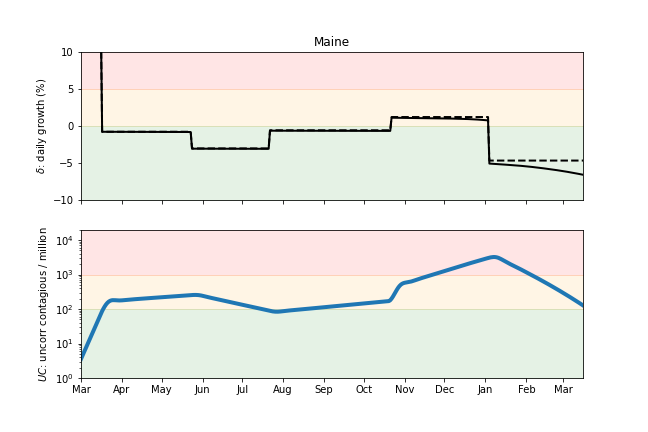 Maine
δ: daily growth (%)
10
5
0
−5
−10
UC: uncorr contagious / million
10⁴
10³
10²
10¹
10⁰
Mar Apr May Jun Jul Aug Sep Oct Nov Dec Jan Feb Mar